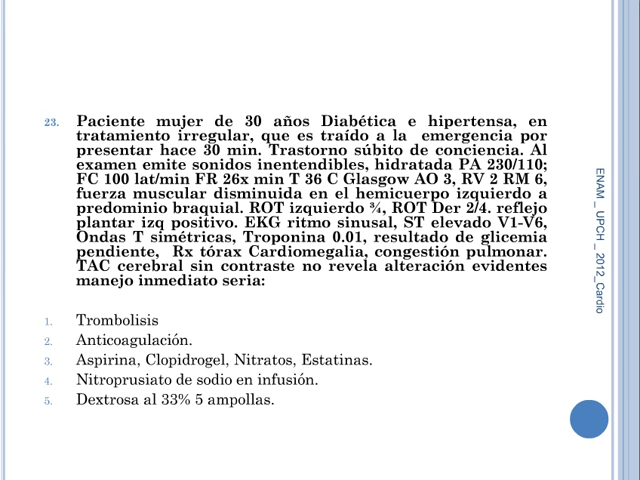 23. Paciente mujer de 30 años Diabética e hipertensa, en
tratamiento irregular, que es traído a la emergencia por
presentar hace 30 min. Trastorno súbito de conciencia. Al
examen emite sonidos inentendibles, hidratada PA 230/110;
FC 100 lat/min FR 26x min T 36 C Glasgow AO 3, RV 2 RM 6,
fuerza muscular disminuida en el hemicuerpo izquierdo a
predominio braquial. ROT izquierdo ¾, ROT Der 2/4. reflejo
plantar izq positivo. EKG ritmo sinusal, ST elevado V1-V6,
Ondas T simétricas, Troponina 0.01, resultado de glicemia
pendiente, Rx tórax Cardiomegalia, congestión pulmonar.
TAC cerebral sin contraste no revela alteración evidentes
manejo inmediato seria:
1. Trombolisis
2. Anticoagulación.
3. Aspirina, Clopidrogel, Nitratos, Estatinas.
4. Nitroprusiato de sodio en infusión.
5. Dextrosa al 33% 5 ampollas.
ENAM _ UPCH _ 2012_Cardio